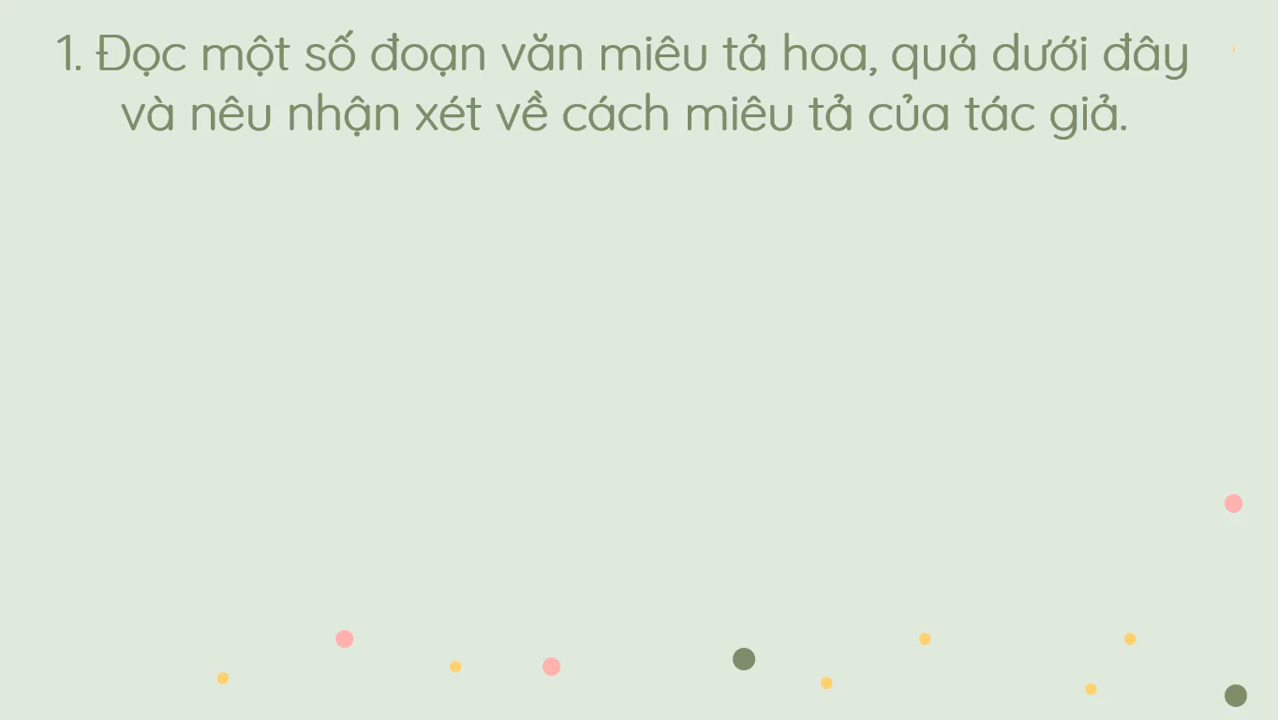 1. Đọc một số đoạn văn miêu tả hoa, quả dưới đây
và nêu nhận xét về cách miêu tả của tác giả.